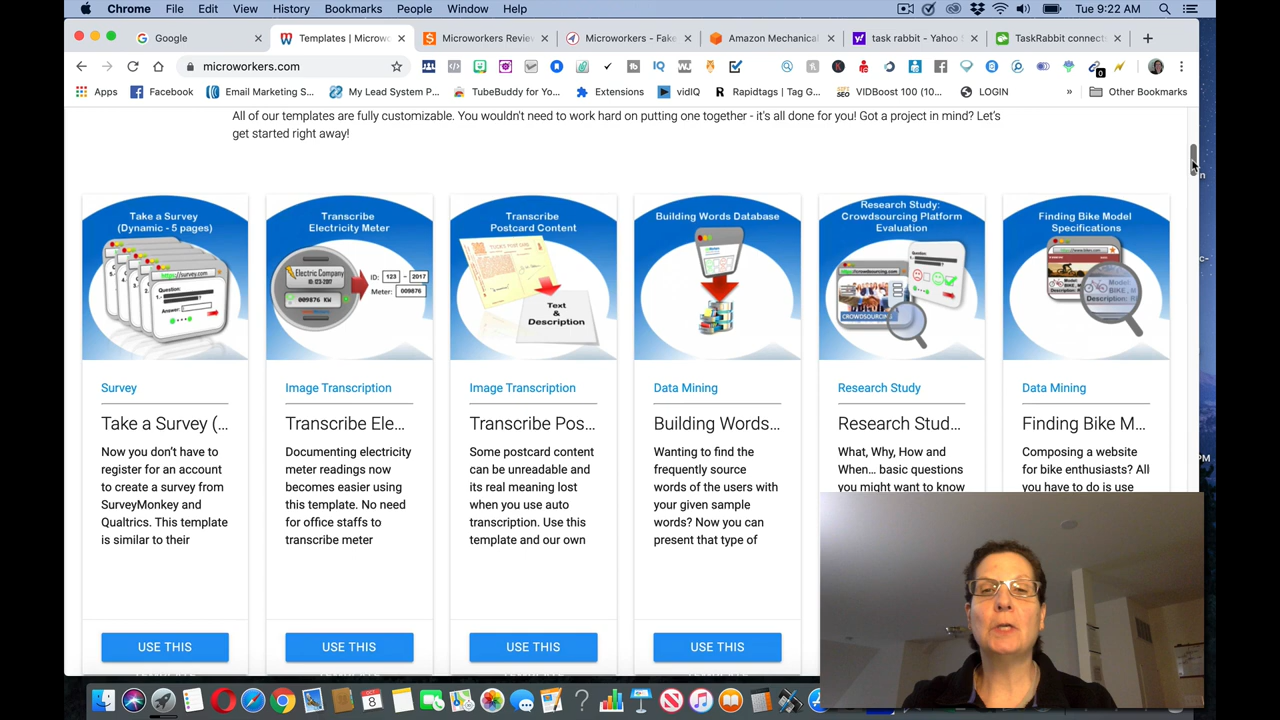 Chrome File Edit View History Bookmarks People Window Help Tue 9:22 AM
Google Templates | Microwo Microworkers Review Microworkers - Fake Amazon Mechanical task rabbit - Yahoo TaskRabbit connect
microworkers.com
Apps Facebook Email Marketing S... My Lead System P... TubeBuddy for Yo... Extensions vidIQ Rapidtags | Tag G... VIDBoost 100 (10... LOGIN » Other Bookmarks
All of our templates are fully customizable. You wouldn't need to work hard on putting one together - it's all done for you! Got a project in mind? Let's
get started right away!
Take a Survey
(Dynamic - 5 pages)
Transcribe
Electricity Meter
Electric Company
ID: 123 - 2017
009876 KW
Meter: 009876
Transcribe
Postcard Content
Text
&
Description
Building Words Database
Research Study:
Crowdsourcing Platform
Evaluation
CROWDSOURCING
Finding Bike Model
Specifications
Survey
Take a Survey (...
Now you don't have to
register for an account
to create a survey from
SurveyMonkey and
Qualtrics. This template
is similar to their
USE THIS
Image Transcription
Transcribe Ele...
Documenting electricity
meter readings now
becomes easier using
this template. No need
for office staffs to
transcribe meter
USE THIS
Image Transcription
Transcribe Pos...
Some postcard content
can be unreadable and
its real meaning lost
when you use auto
transcription. Use this
template and our own
USE THIS
Data Mining
Building Words...
Wanting to find the
frequently source
words of the users with
your given sample
words? Now you can
present that type of
USE THIS
Research Study
Research Stud...
What, Why, How and
When... basic questions
you might want to know
Data Mining
Finding Bike M...
Composing a website
for bike enthusiasts? All
you have to do is use